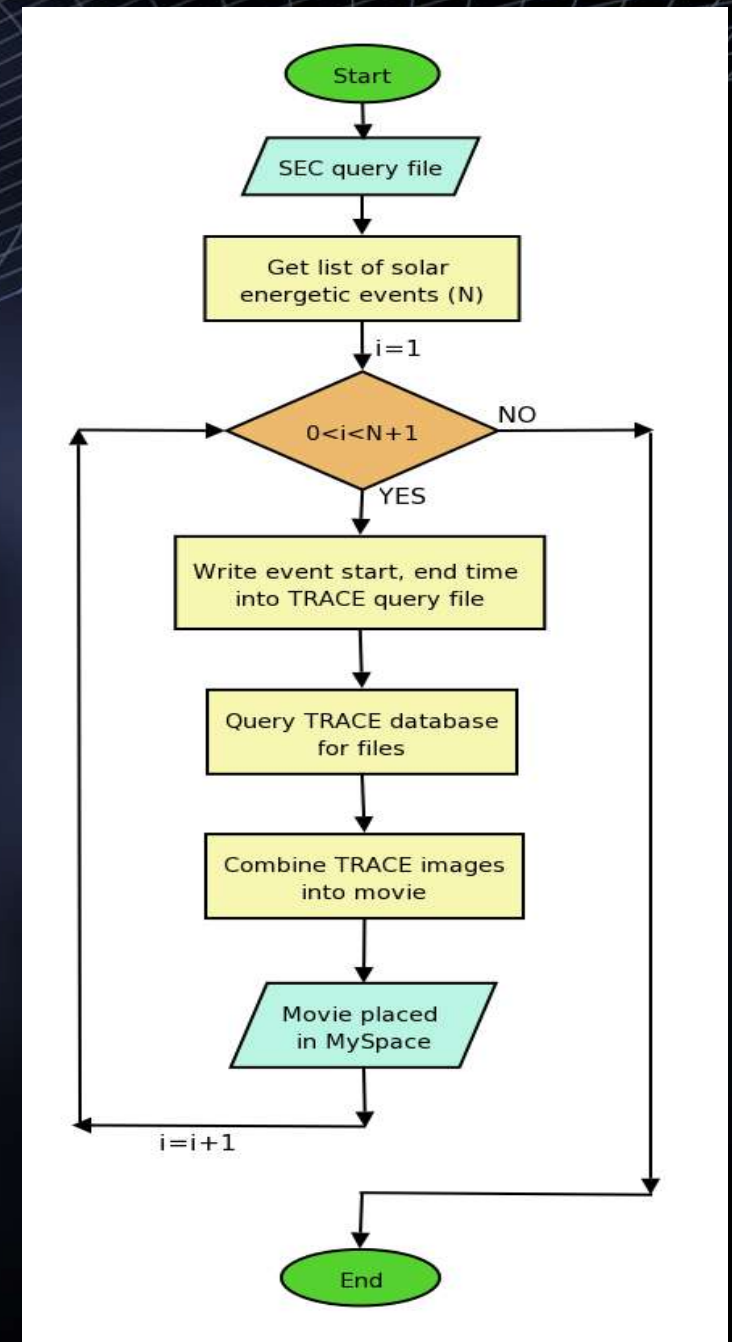 Start
SEC query file
Get list of solar
energetic events (N)
i=1
0<i<N+1
NO
YES
Write event start, end time
into TRACE query file
Query TRACE database
for files
Combine TRACE images
into movie
Movie placed
in MySpace
i=i+1
End